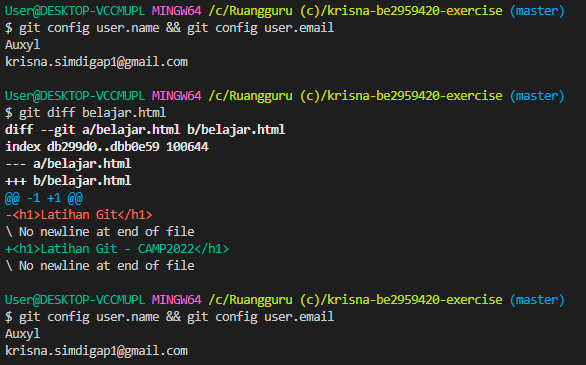 User@DESKTOP-VCCMUPL MINGW64 /c/Ruangguru (c)/krisna-be2959420-exercise (master)
$ git config user.name && git config user.email
Auxyl
krisna.simdigap1@gmail.com
User@DESKTOP-VCCMUPL MINGW64 /c/Ruangguru (c)/krisna-be2959420-exercise (master)
$ git diff belajar.html
diff --git a/belajar.html b/belajar.html
index db299d0..dbb0e59 100644
--- a/belajar.html
+++ b/belajar.html
@@ -1 +1 @@
-<h1>Latihan Git</h1>
\ No newline at end of file
+<h1>Latihan Git - CAMP2022</h1>
\ No newline at end of file
User@DESKTOP-VCCMUPL MINGW64 /c/Ruangguru (c)/krisna-be2959420-exercise (master)
$ git config user.name && git config user.email
Auxyl
krisna.simdigap1@gmail.com